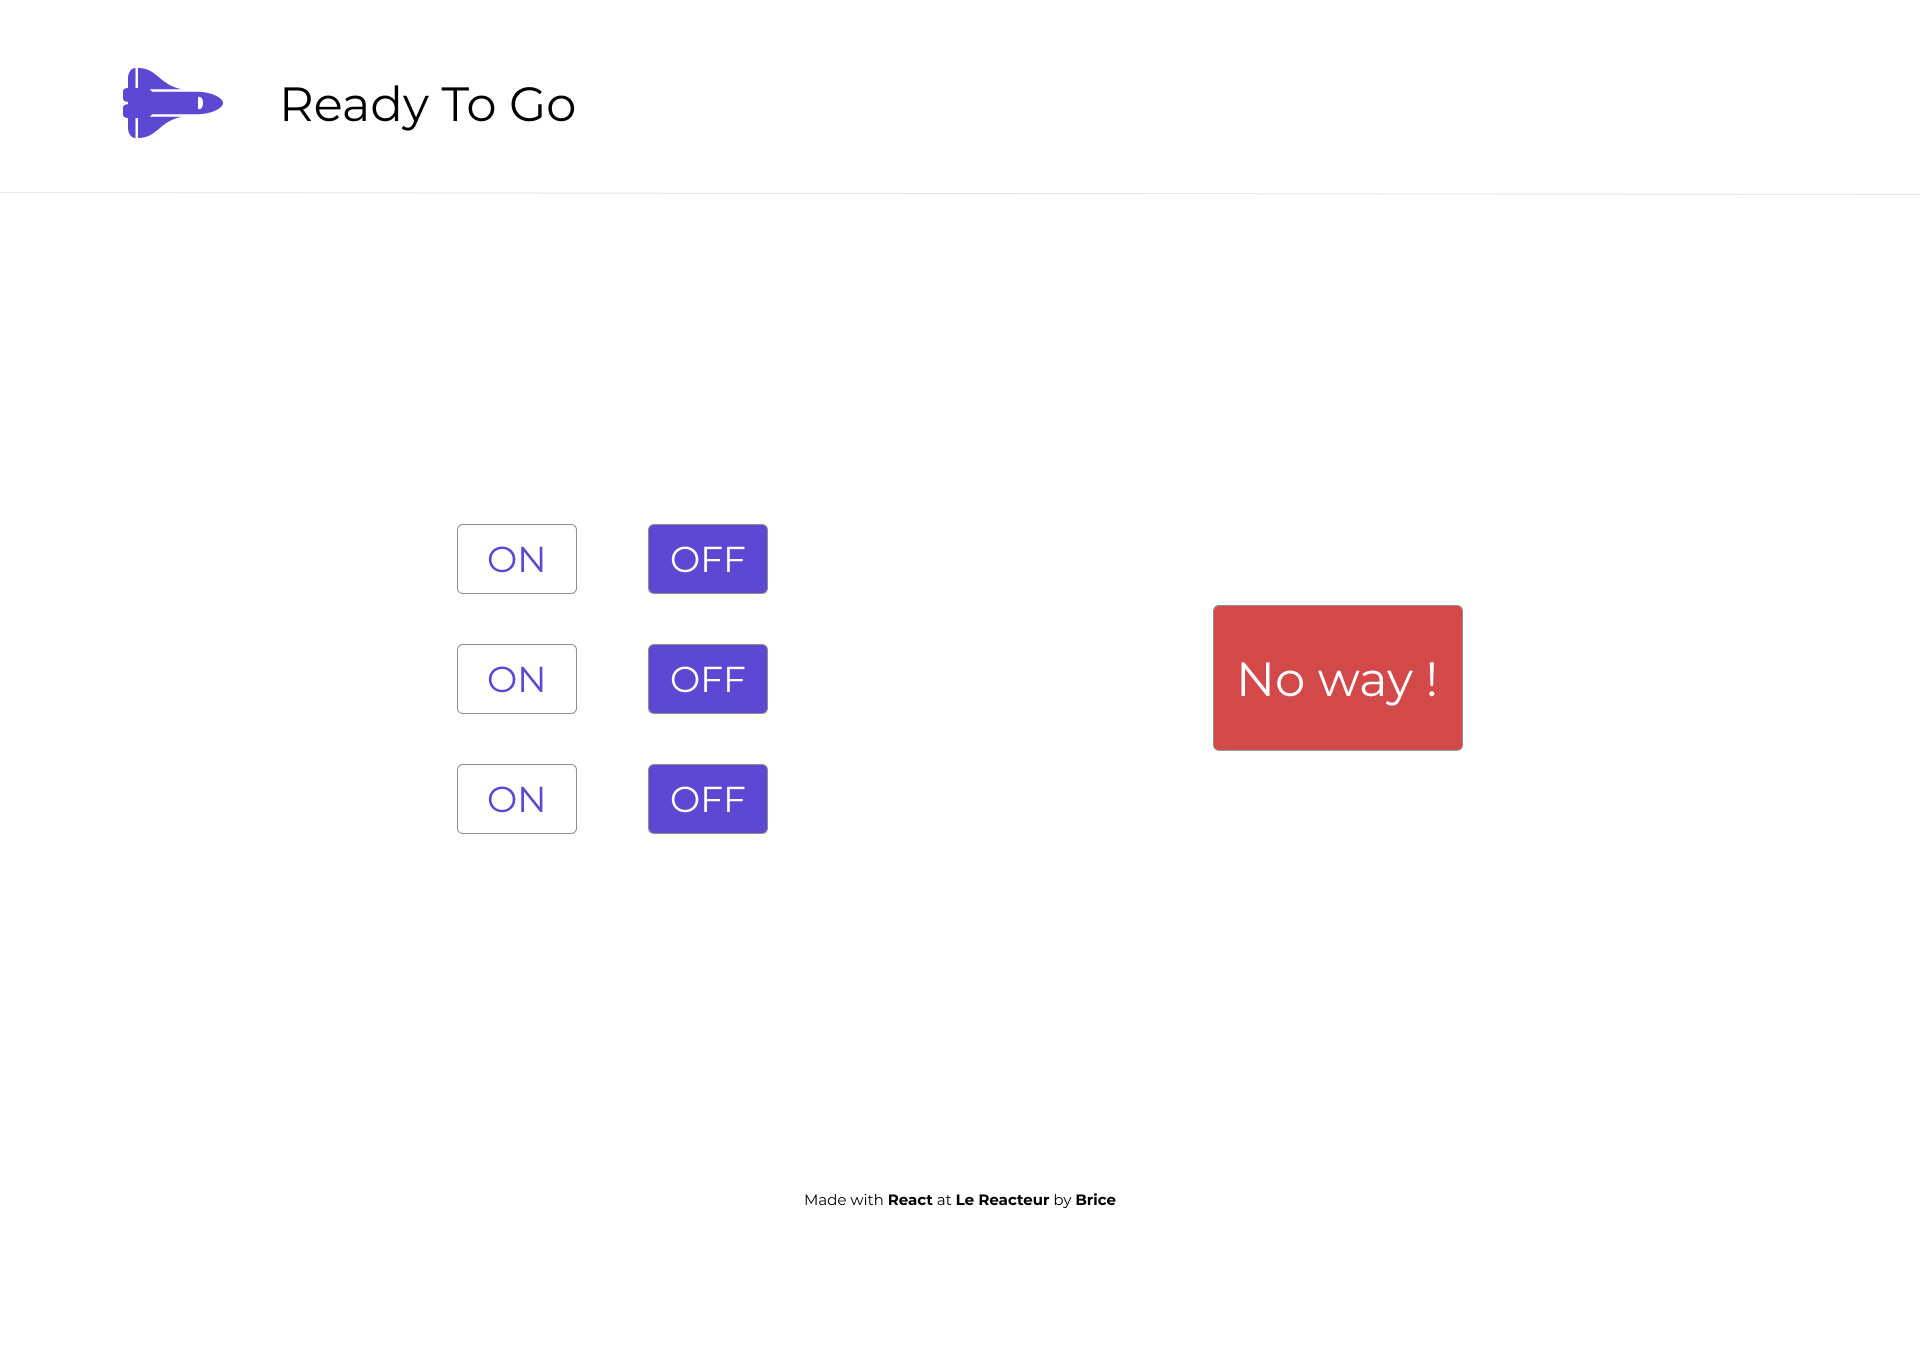 Ready To Go
ON OFF
ON OFF
No way !
ON OFF
Made with React at Le Reacteur by Brice